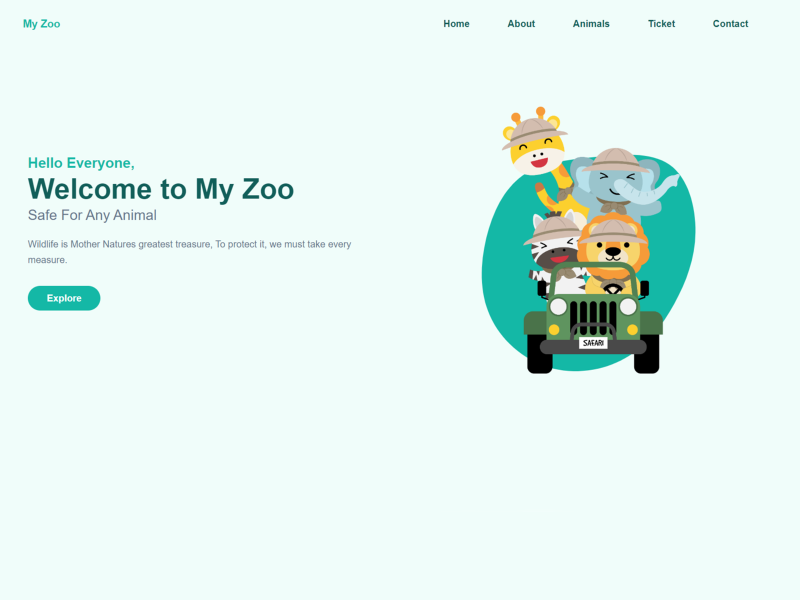 My Zoo
Home
About
Animals
Ticket
Contact
Hello Everyone,
Welcome to My Zoo
Safe For Any Animal
Wildlife is Mother Natures greatest treasure, To protect it, we must take every
measure.
Explore
SAFARI